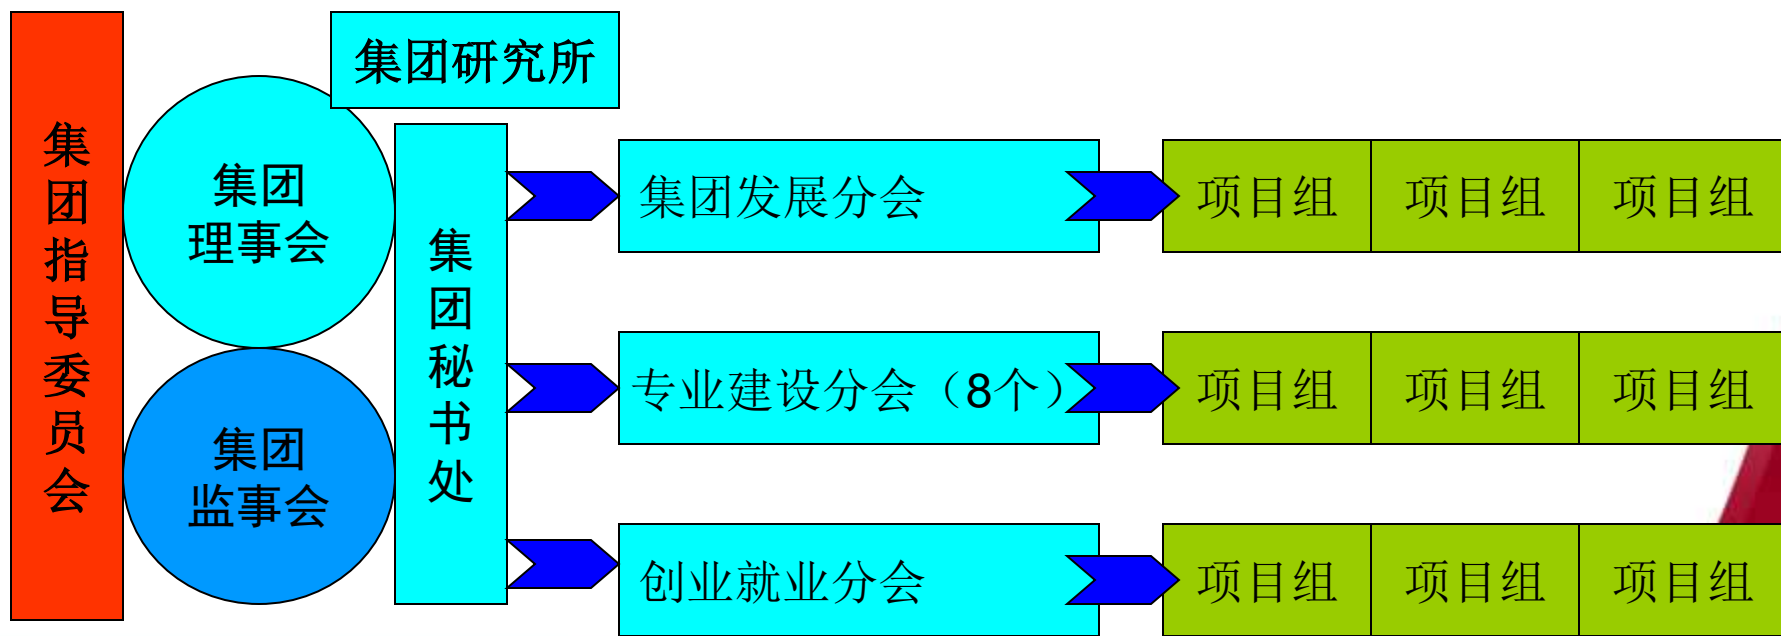 集团指导委员会
集团研究所
集团
理事会
集团
监事会
集团秘书处
集团发展分会
项目组
项目组
项目组
专业建设分会（8个）
项目组
项目组
项目组
创业就业分会
项目组
项目组
项目组